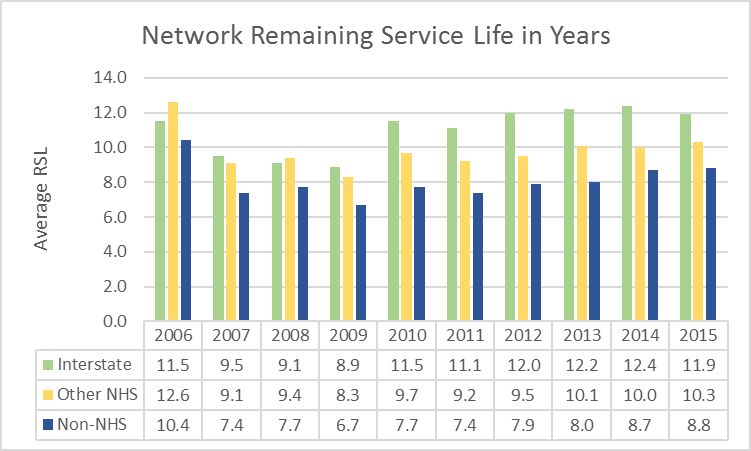 Network Remaining Service Life in Years
Average RSL
14.0
12.0
10.0
8.0
6.0
4.0
2.0
0.0
2006 2007 2008 2009 2010 2011 2012 2013 2014 2015
Interstate 11.5 9.5 9.1 8.9 11.5 11.1 12.0 12.2 12.4 11.9
Other NHS 12.6 9.1 9.4 8.3 9.7 9.2 9.5 10.1 10.0 10.3
Non-NHS 10.4 7.4 7.7 6.7 7.7 7.4 7.9 8.0 8.7 8.8